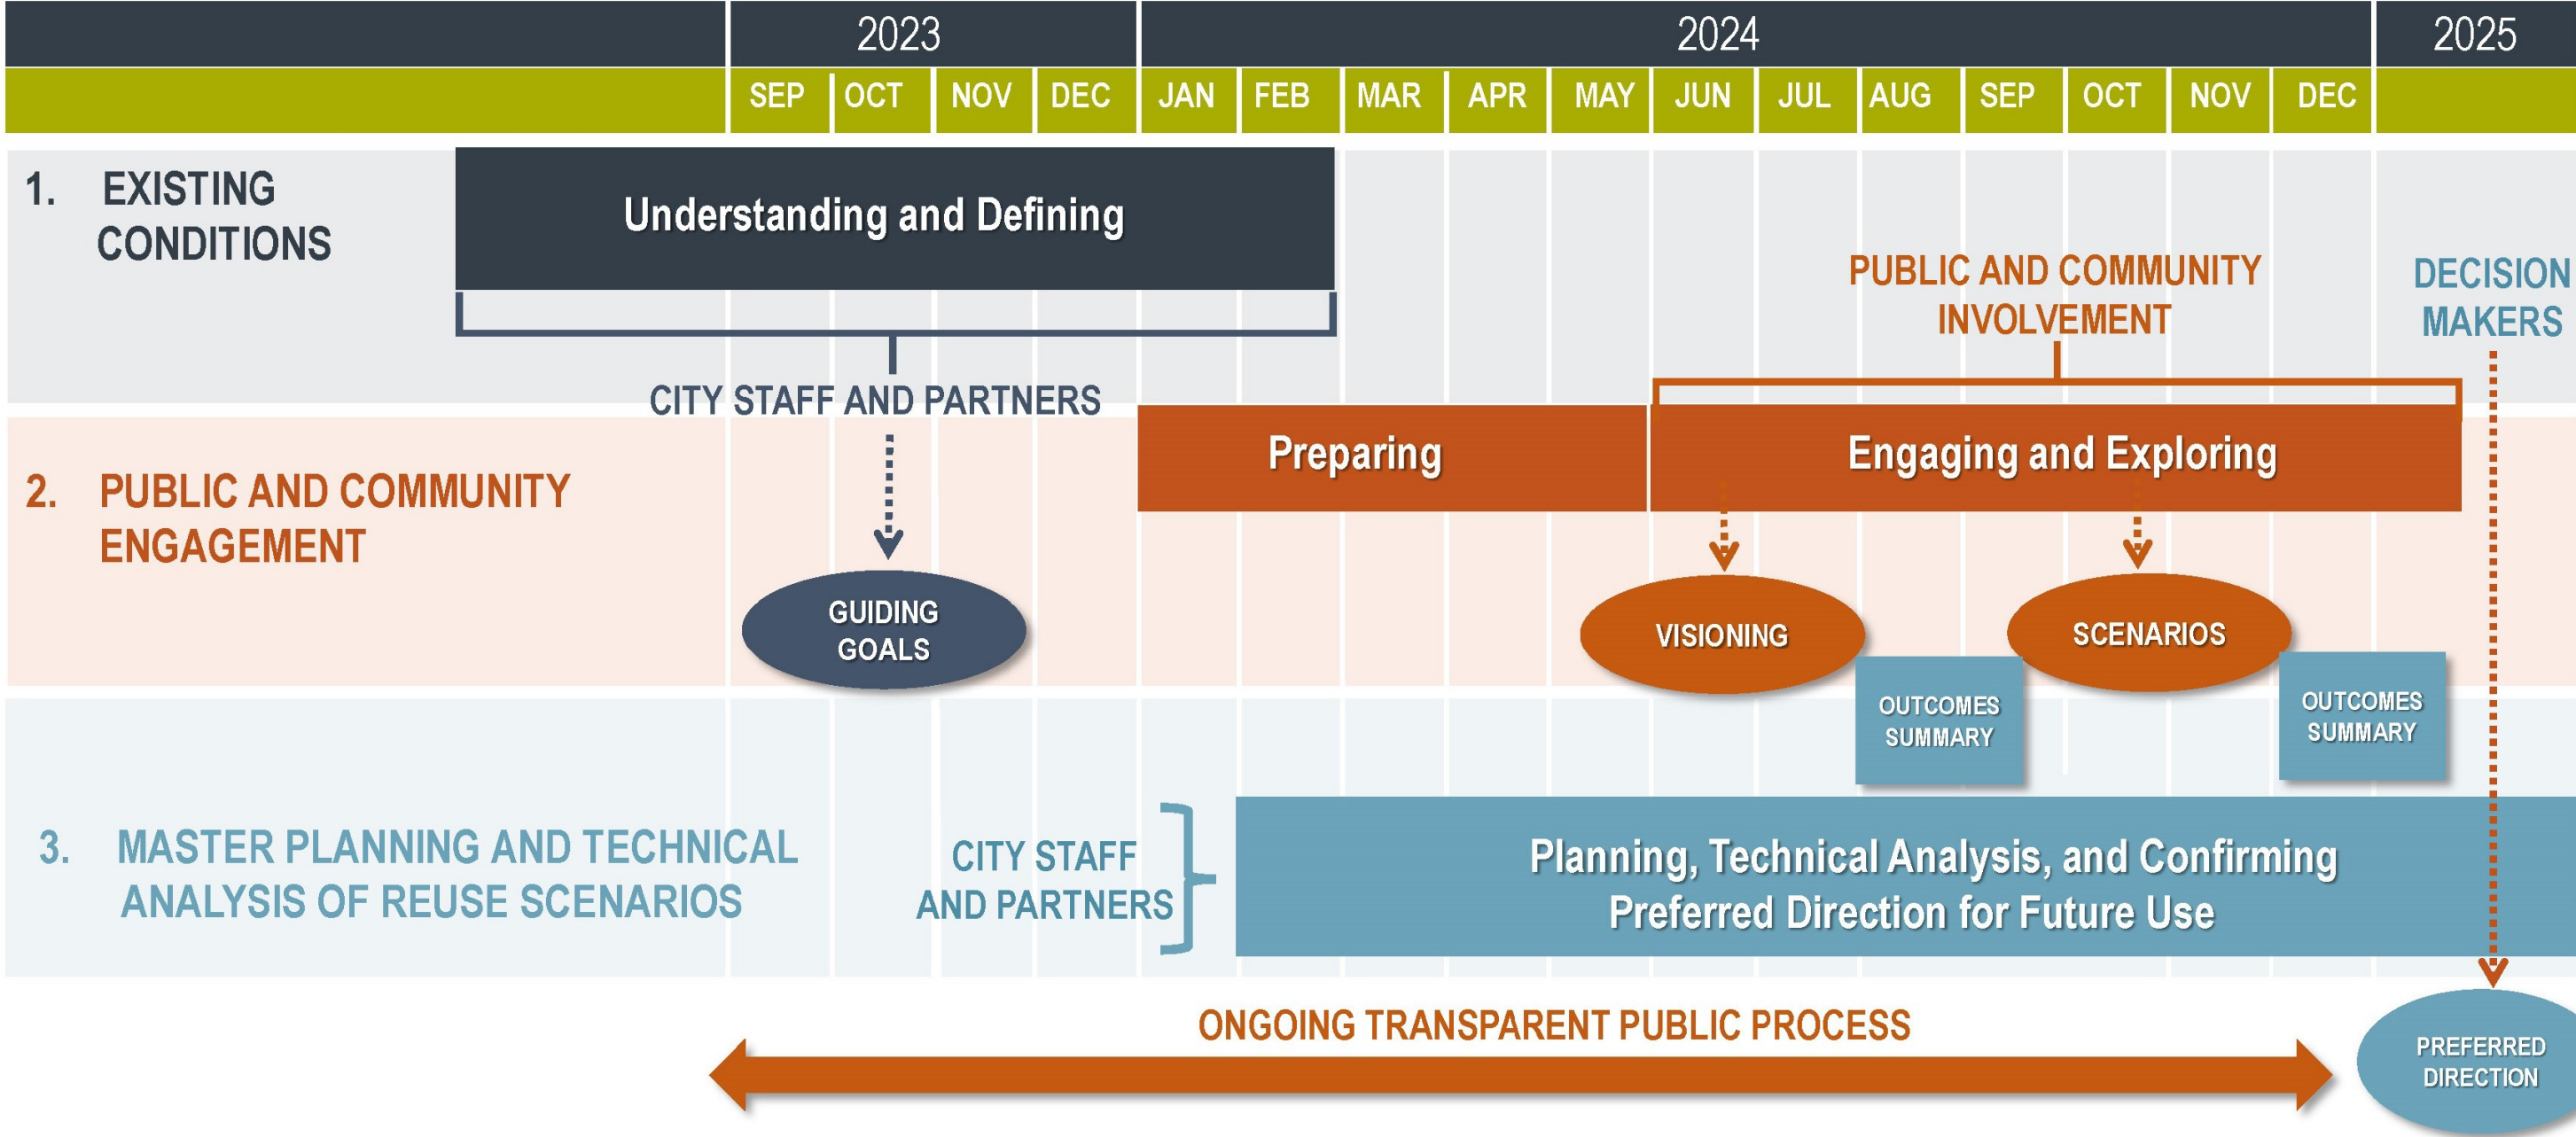 2023 2024 2025
SEP OCT NOV DEC JAN FEB MAR APR MAY JUN JUL AUG SEP OCT NOV DEC
1. EXISTING
CONDITIONS
Understanding and Defining
CITY STAFF AND PARTNERS
PUBLIC AND COMMUNITY
INVOLVEMENT
DECISION
MAKERS
2. PUBLIC AND COMMUNITY
ENGAGEMENT
Preparing
Engaging and Exploring
GUIDING
GOALS
VISIONING
SCENARIOS
OUTCOMES
SUMMARY
OUTCOMES
SUMMARY
3. MASTER PLANNING AND TECHNICAL
ANALYSIS OF REUSE SCENARIOS
CITY STAFF
AND PARTNERS
Planning, Technical Analysis, and Confirming
Preferred Direction for Future Use
ONGOING TRANSPARENT PUBLIC PROCESS
PREFERRED
DIRECTION